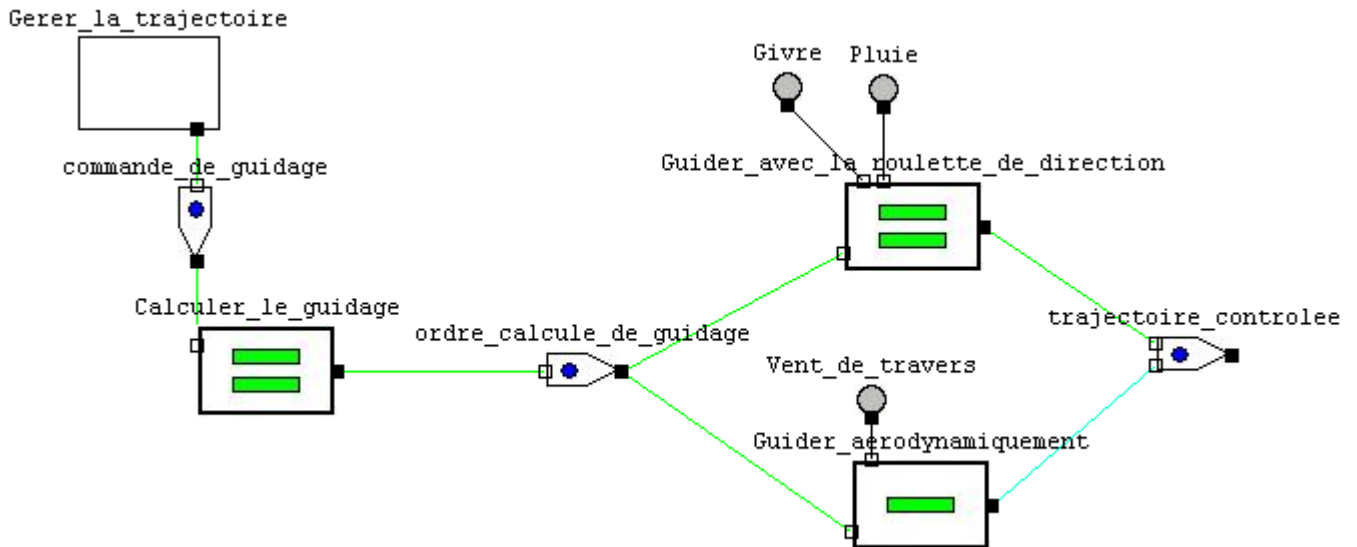 Gerer_la_trajectoire
Givre
Pluie
commande_de_guidage
Guider_avec_la_roulette_de_direction
Calculer_le_guidage
ordre_calcule_de_guidage
trajectoire_controlee
Vent_de_travers
Guider_aerodynamiquement